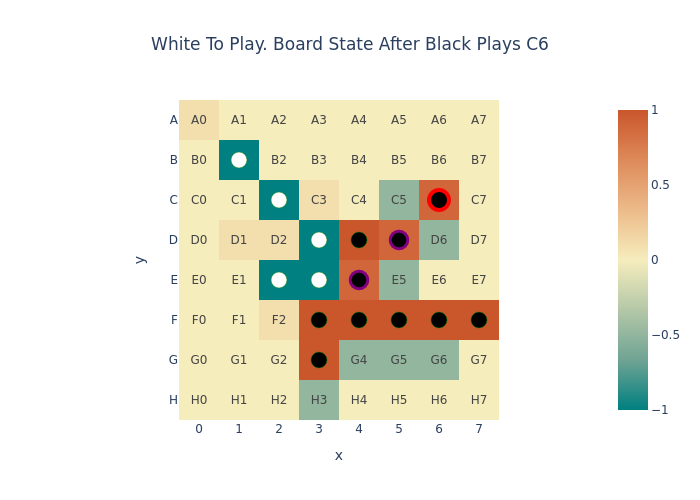 White To Play. Board State After Black Plays C6
A A0 A1 A2 A3 A4 A5 A6 A7
B B0 B2 B3 B4 B5 B6 B7
C C0 C1 C3 C4 C5 C7
D D0 D1 D2 D6 D7
E E0 E1 E5 E6 E7
F F0 F1 F2
G G0 G1 G2 G4 G5 G6 G7
H H0 H1 H2 H3 H4 H5 H6 H7
0 1 2 3 4 5 6 7
x
y
1
0.5
0
−0.5
−1